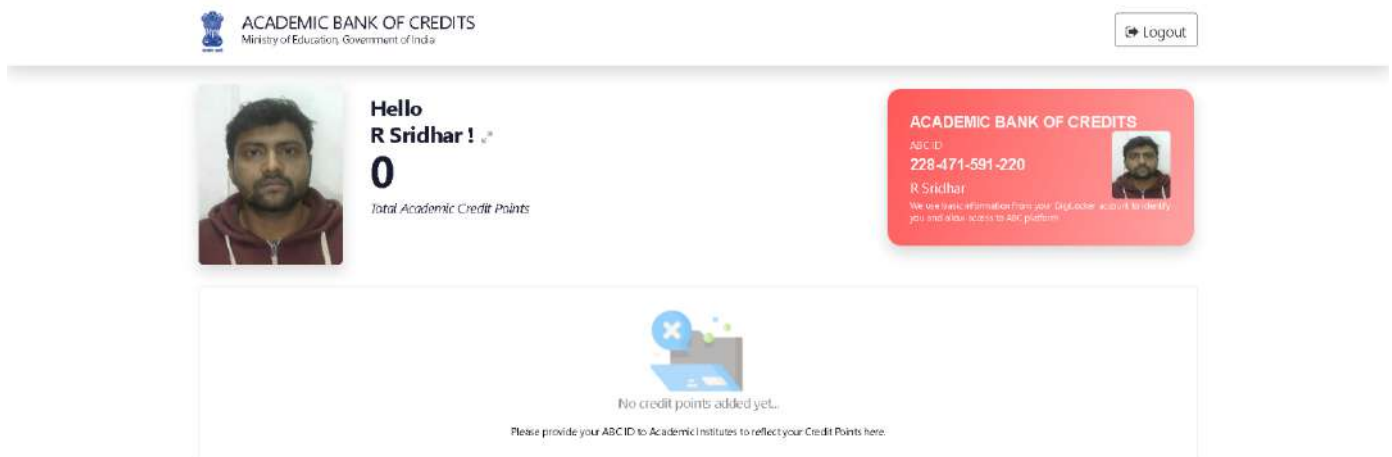 ACADEMIC BANK OF CREDITS
Ministry of Education, Government of India
Logout
Hello
R Sridhar !
0
Total Academic Credit Points
ACADEMIC BANK OF CREDITS
ABC ID
228-471-591-220
R Sridhar
We use basic information from your DigiLocker account to identify
you and allow access to ABC platform
No credit points added yet...
Please provide your ABC ID to Academic Institutes to reflect your Credit Points here.